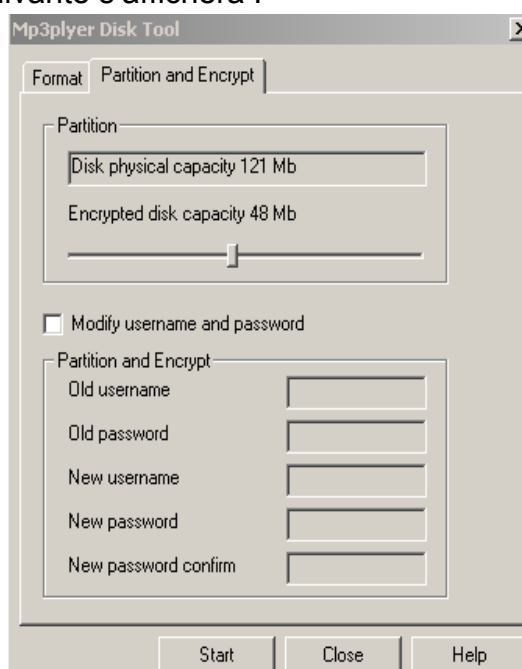 s'affichera :
Mp3plyer Disk Tool
Format Partition and Encrypt
Partition
Disk physical capacity 121 Mb
Encrypted disk capacity 48 Mb
Modify username and password
Partition and Encrypt
Old username
Old password
New username
New password
New password confirm
Start Close Help